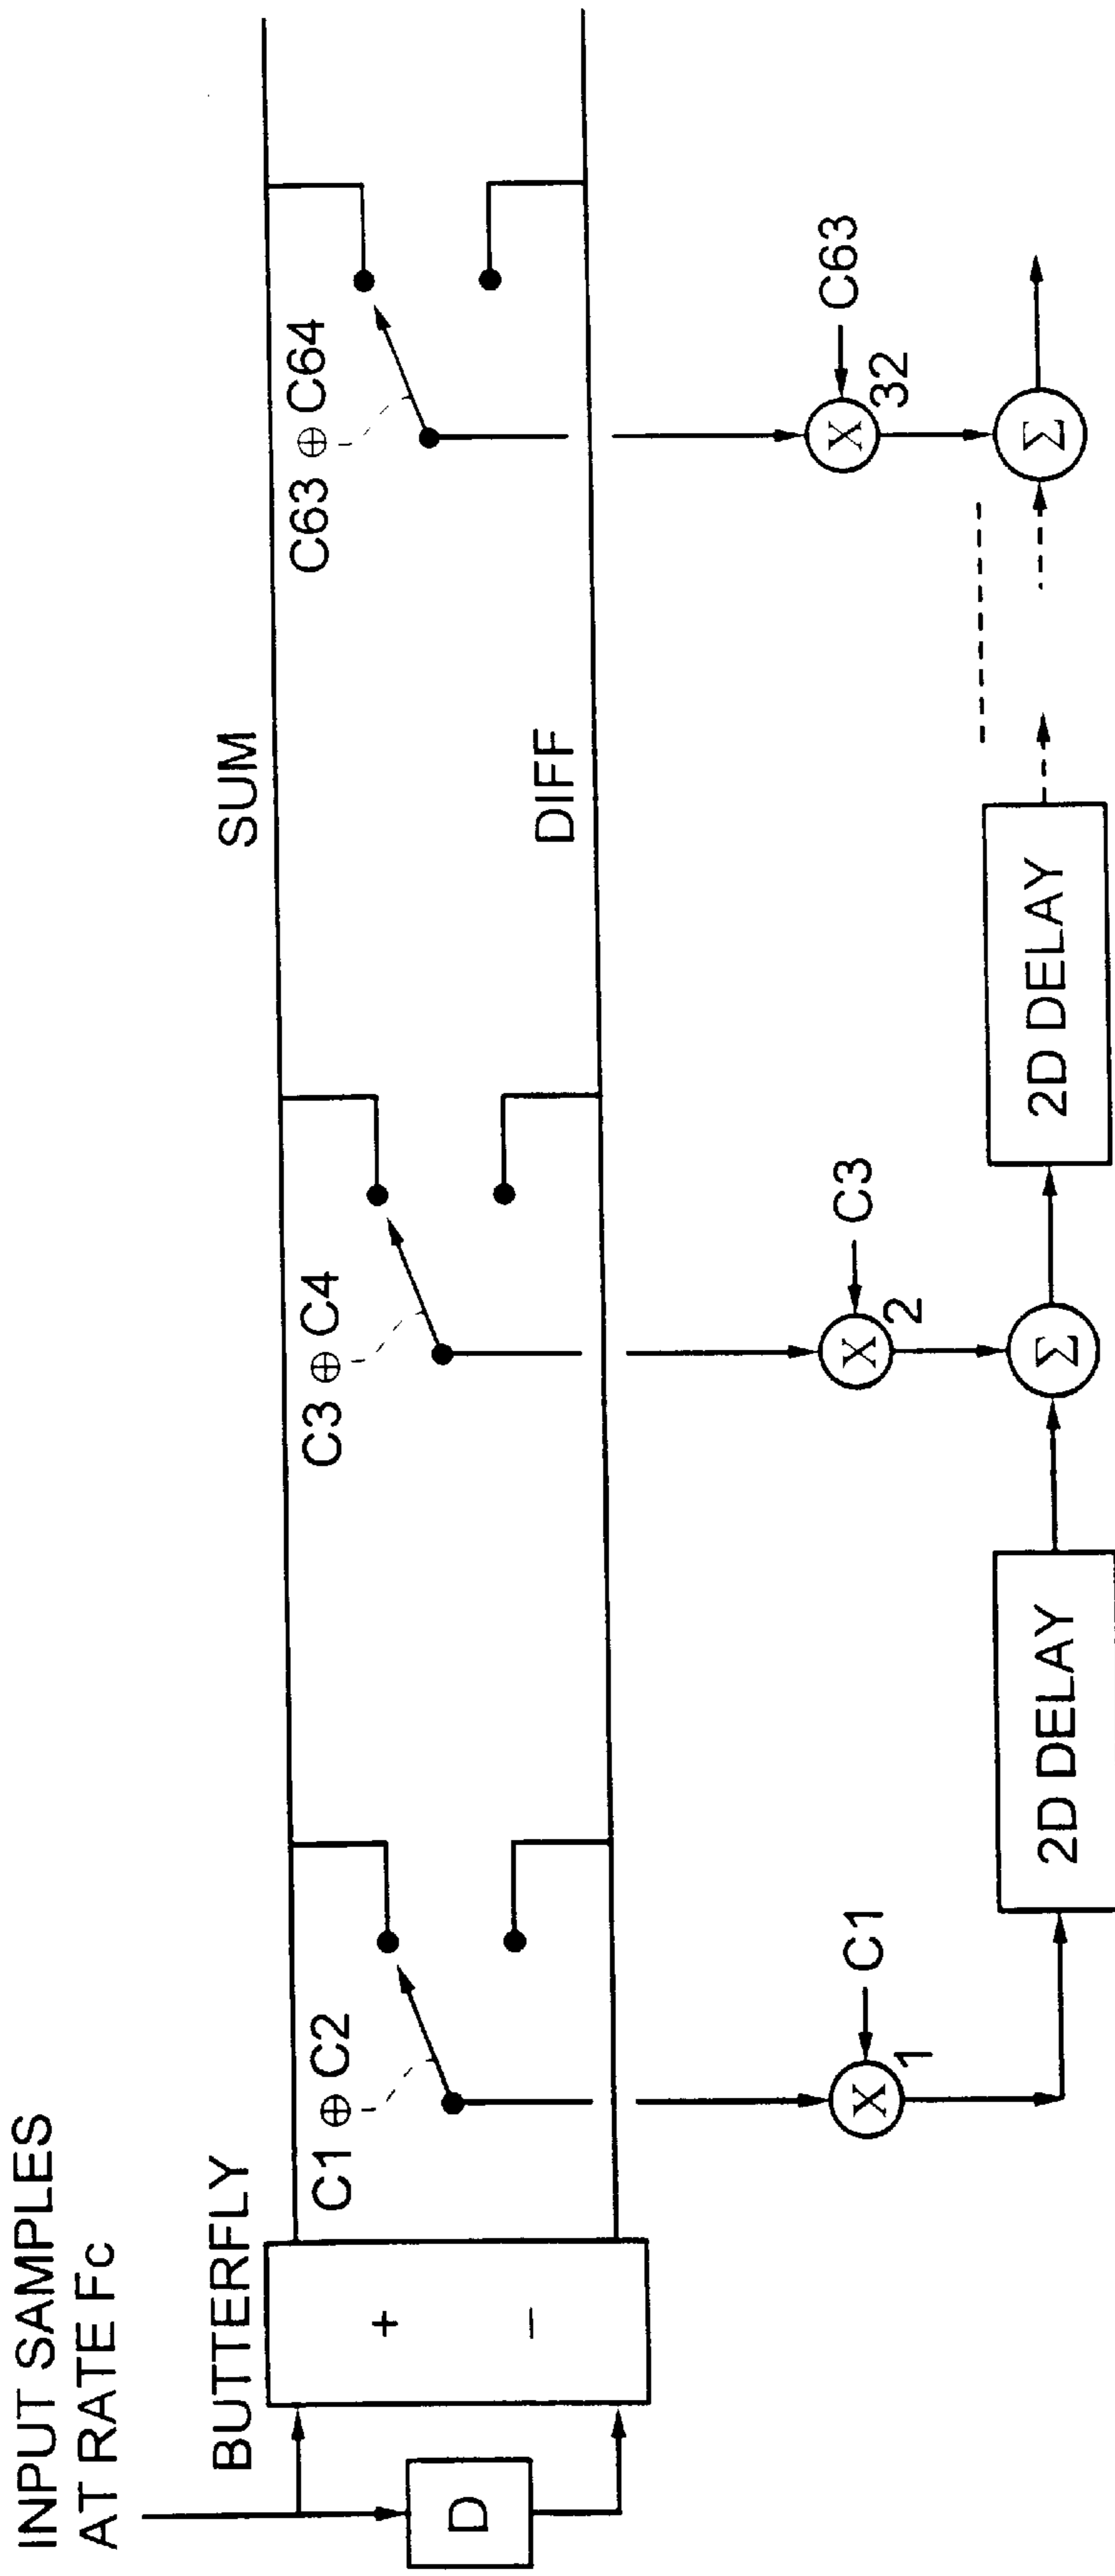 INPUT SAMPLES
AT RATE Fc
BUTTERFLY
D
+
−
SUM
DIFF
C1 ⊕ C2
C3 ⊕ C4
C63 ⊕ C64
X
1
C1
X
2
C3
X
32
C63
2D DELAY
Σ
2D DELAY
Σ